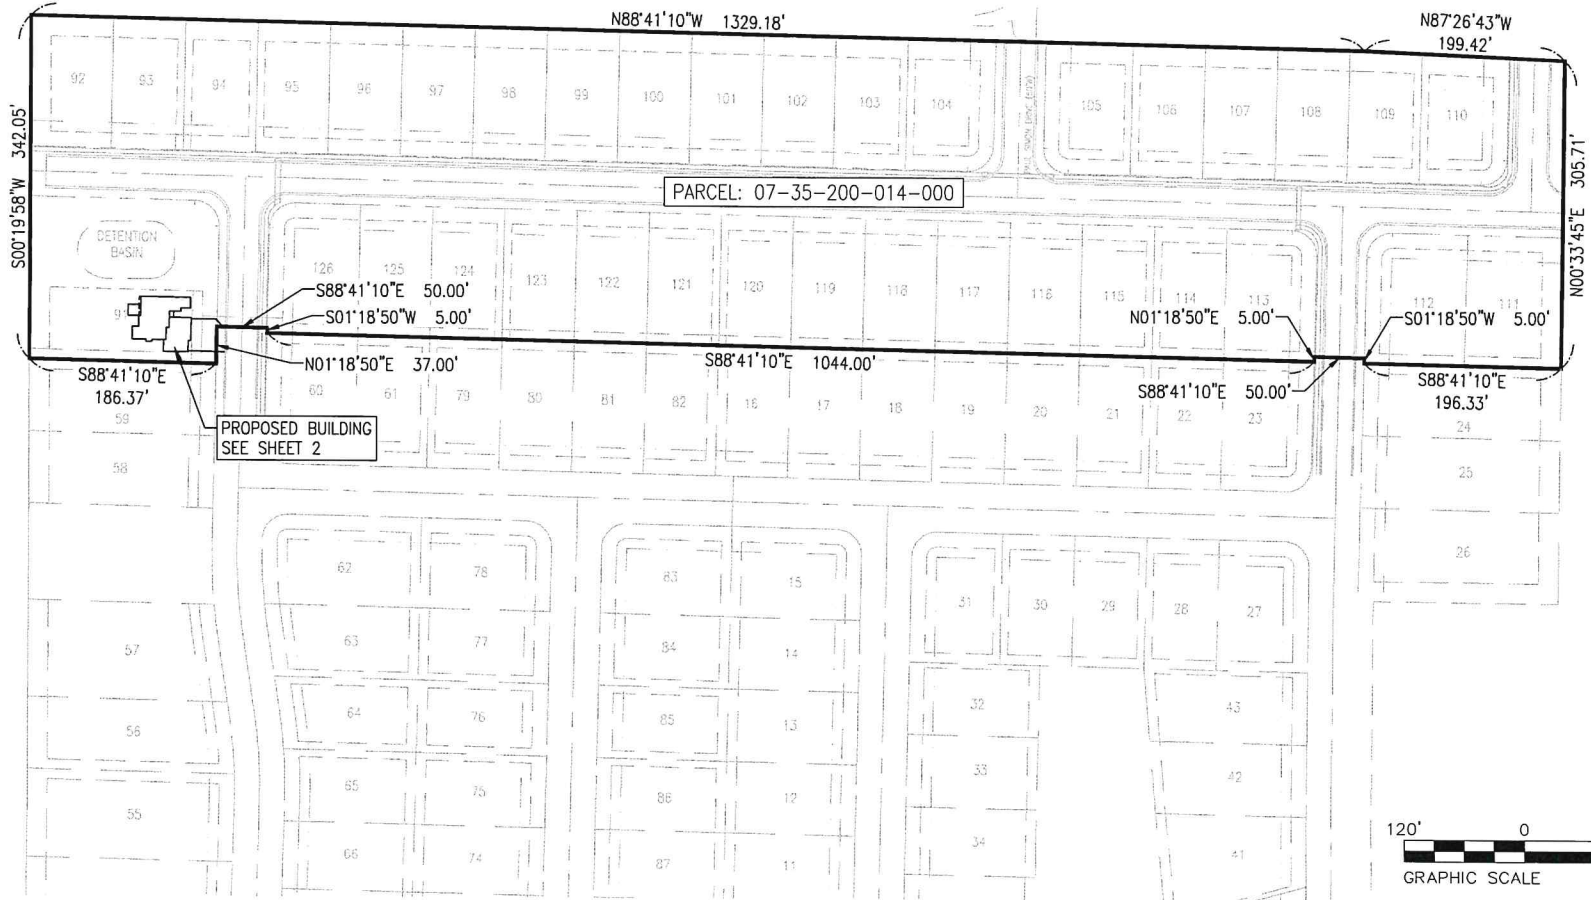 N88°41'10"W 1329.18'
N87°26'43"W
199.42'
92 93 94 95 96 97 98 99 100 101 102 103 104 105 106 107 108 109 110
S00°19'58"W 342.05'
N00°33'45"E 305.71'
PARCEL: 07-35-200-014-000
DETENTION
BASIN
126 125 124 123 122 121 120 119 118 117 116 115 114 113 112 111
S88°41'10"E 50.00'
S01°18'50"W 5.00'
N01°18'50"E 5.00'
S01°18'50"W 5.00'
91
N01°18'50"E 37.00'
S88°41'10"E 1044.00'
S88°41'10"E 50.00'
S88°41'10"E
186.37'
S88°41'10"E
196.33'
60 61 79 80 81 82 16 17 18 19 20 21 22 23
59
24
PROPOSED BUILDING
SEE SHEET 2
58
25
26
62 78 83 15 31 30 29 28 27
57 63 77 84 14
64 76 85 13 32 43
56
65 75 86 12 33 42
55
66 74 87 11 34 41
120' 0
GRAPHIC SCALE